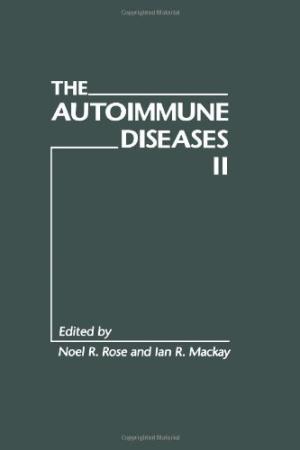 THE
AUTOIMMUNE
DISEASES
II
Edited by
Noel R. Rose and Ian R. Mackay